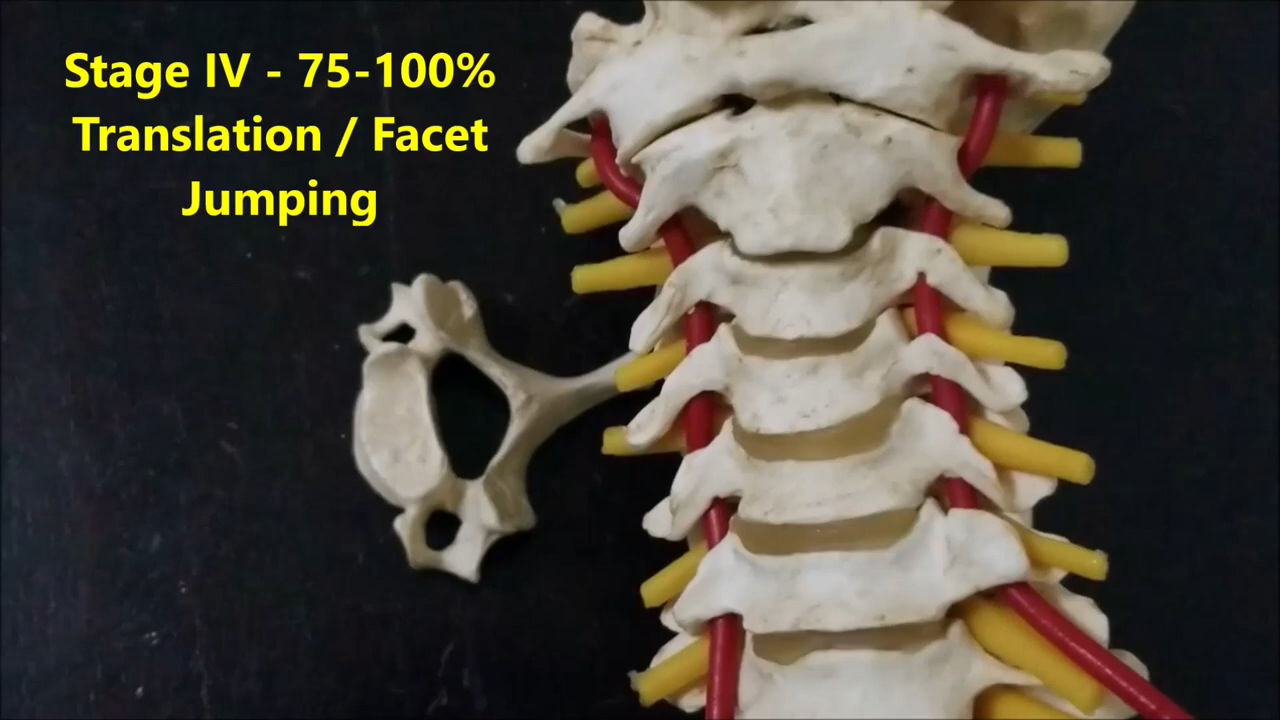 Stage IV - 75-100%
Translation / Facet
Jumping